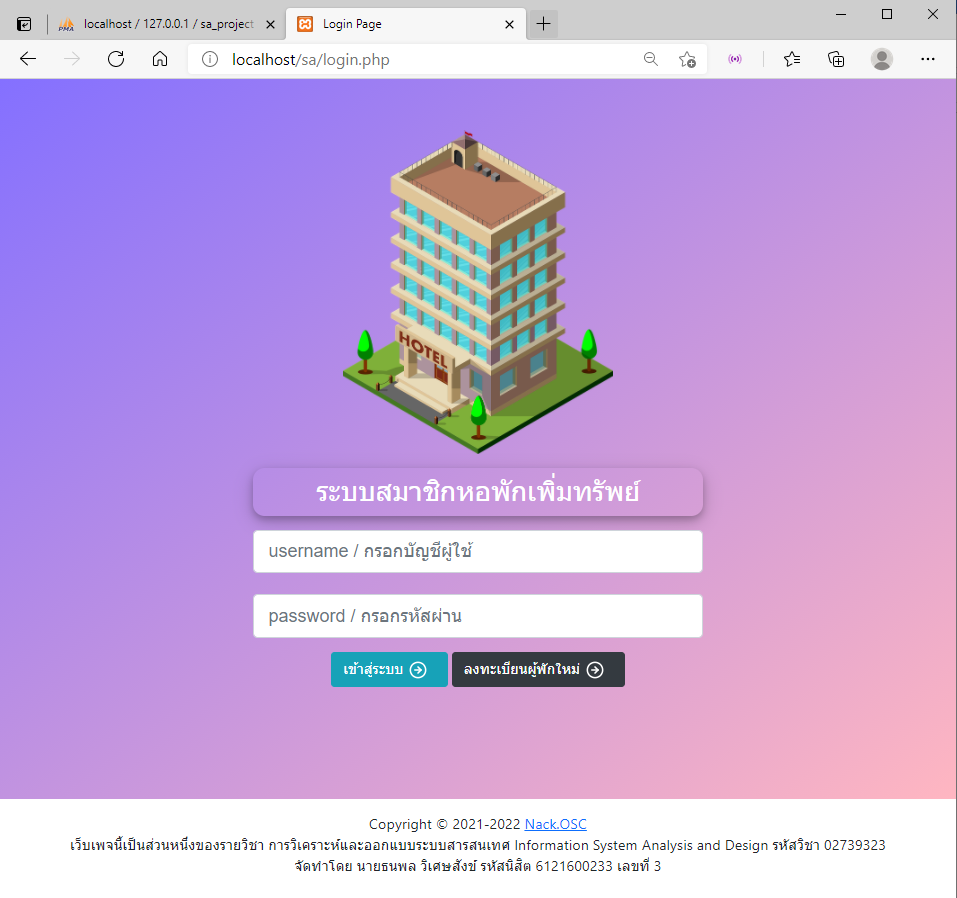 localhost / 127.0.0.1 / sa_project
Login Page
localhost/sa/login.php
HOTEL
ระบบสมาชิกหอพักเพิ่มทรัพย์
username / กรอกบัญชีผู้ใช้
password / กรอกรหัสผ่าน
เข้าสู่ระบบ
ลงทะเบียนผู้พักใหม่
Copyright © 2021-2022 Nack.OSC
เว็บเพจนี้เป็นส่วนหนึ่งของรายวิชา การวิเคราะห์และออกแบบระบบสารสนเทศ Information System Analysis and Design รหัสวิชา 02739323
จัดทำโดย นายธนพล วิเศษสังข์ รหัสนิสิต 6121600233 เลขที่ 3